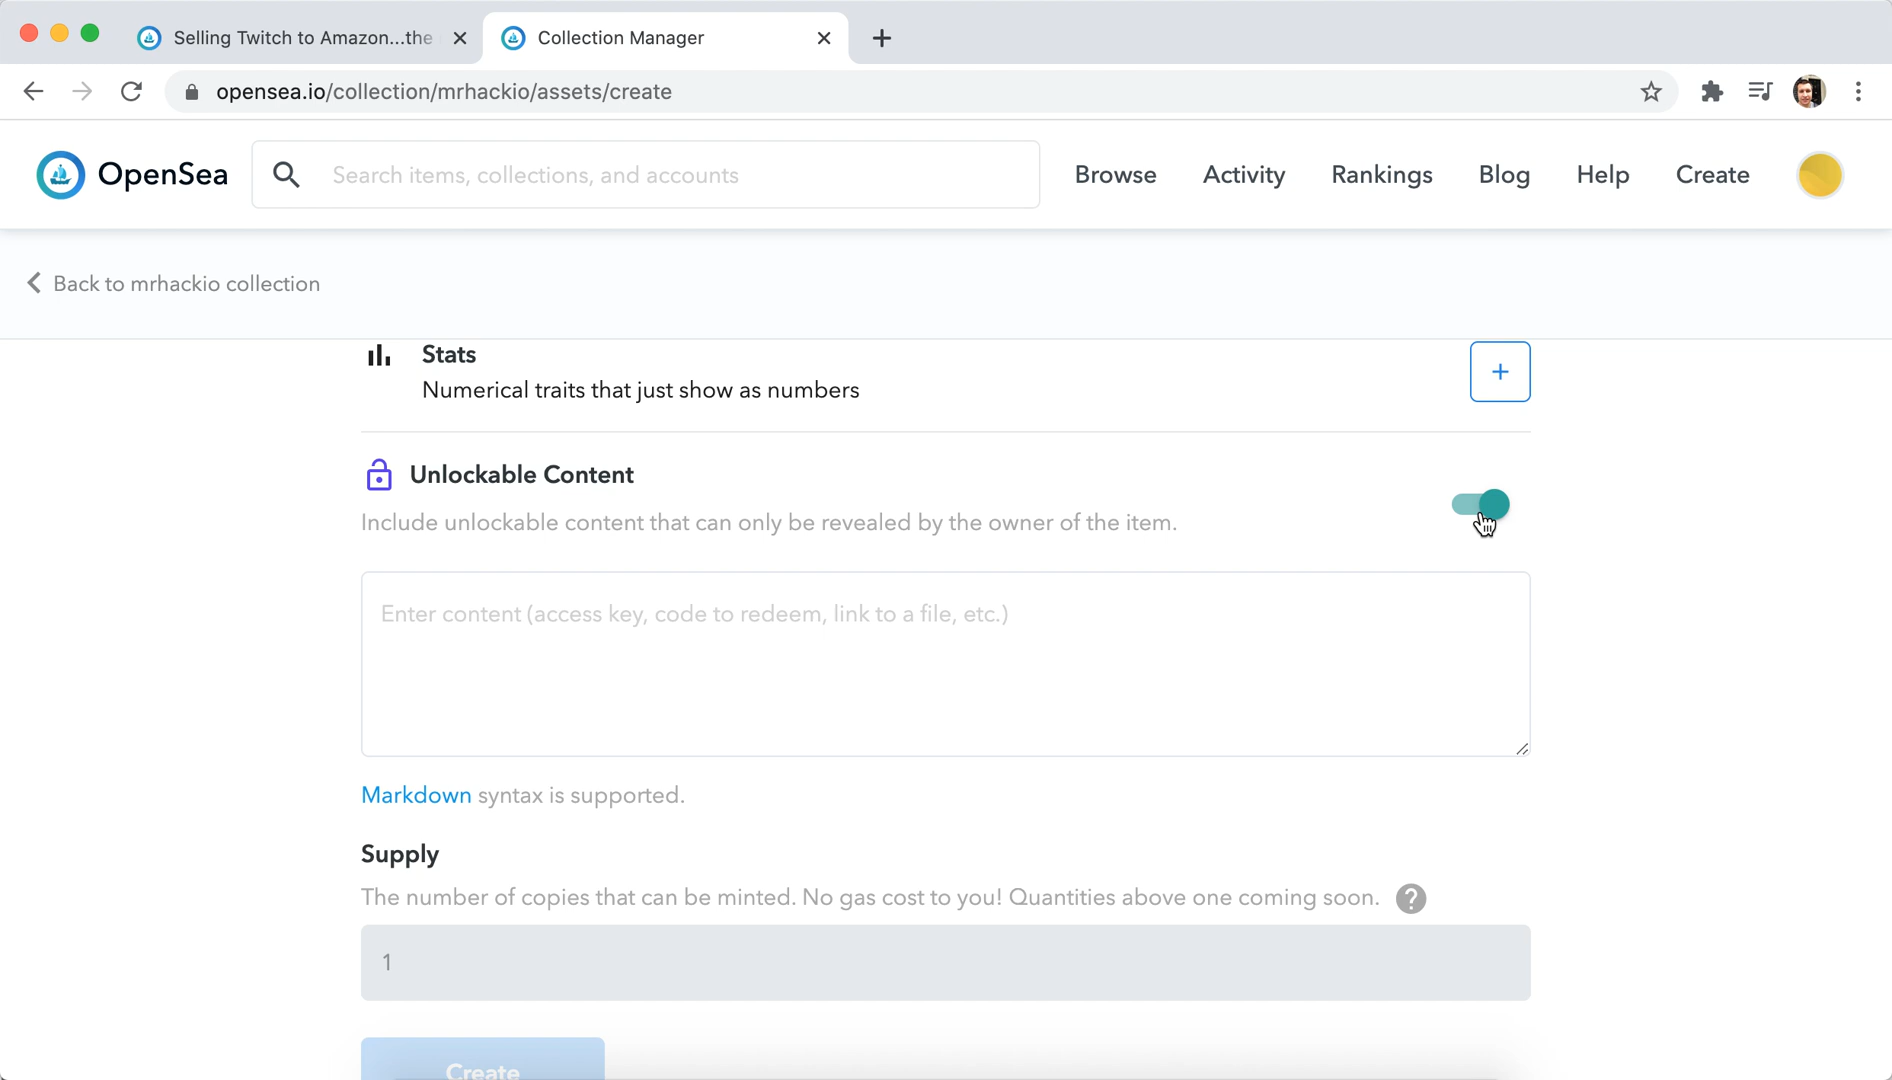 Selling Twitch to Amazon...the
Collection Manager
opensea.io/collection/mrhackio/assets/create
OpenSea
Search items, collections, and accounts
Browse
Activity
Rankings
Blog
Help
Create
Back to mrhackio collection
Stats
Numerical traits that just show as numbers
+
Unlockable Content
Include unlockable content that can only be revealed by the owner of the item.
Enter content (access key, code to redeem, link to a file, etc.)
Markdown syntax is supported.
Supply
The number of copies that can be minted. No gas cost to you! Quantities above one coming soon. ?
1
Create